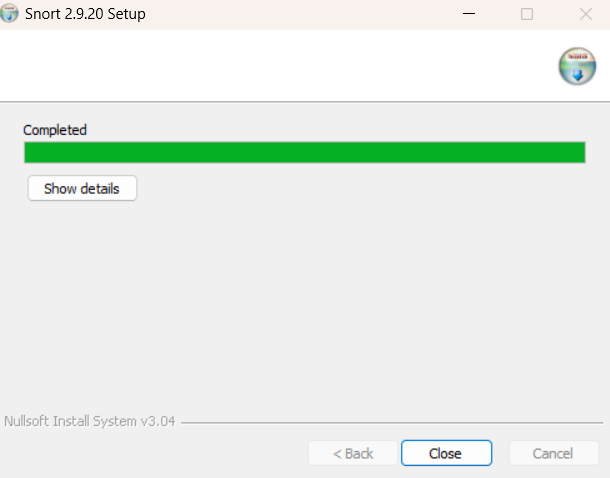 Snort 2.9.20 Setup
Completed
Show details
Nullsoft Install System v3.04
< Back Close Cancel